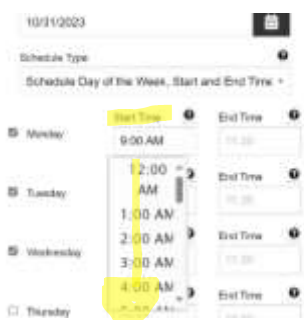 10/31/2023
Schedule Type
Schedule Day of the Week, Start and End Time
Start Time End Time
Monday 9:00 AM
12:00
AM
End Time
Tuesday
1:00 AM
2:00 AM
Wednesday
3:00 AM
4:00 AM
End Time
Thursday